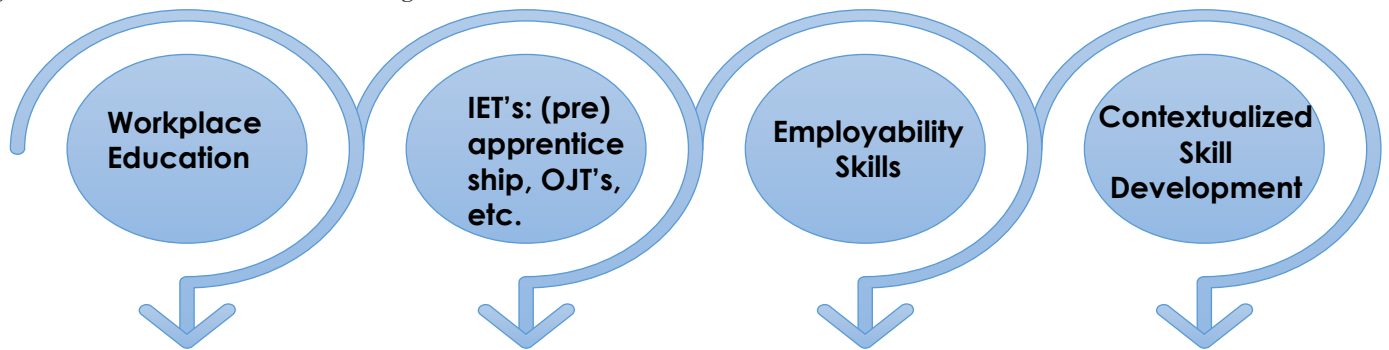 Workplace
Education
IET's: (pre)
apprentice
ship, OJT's,
etc.
Employability
Skills
Contextualized
Skill
Development